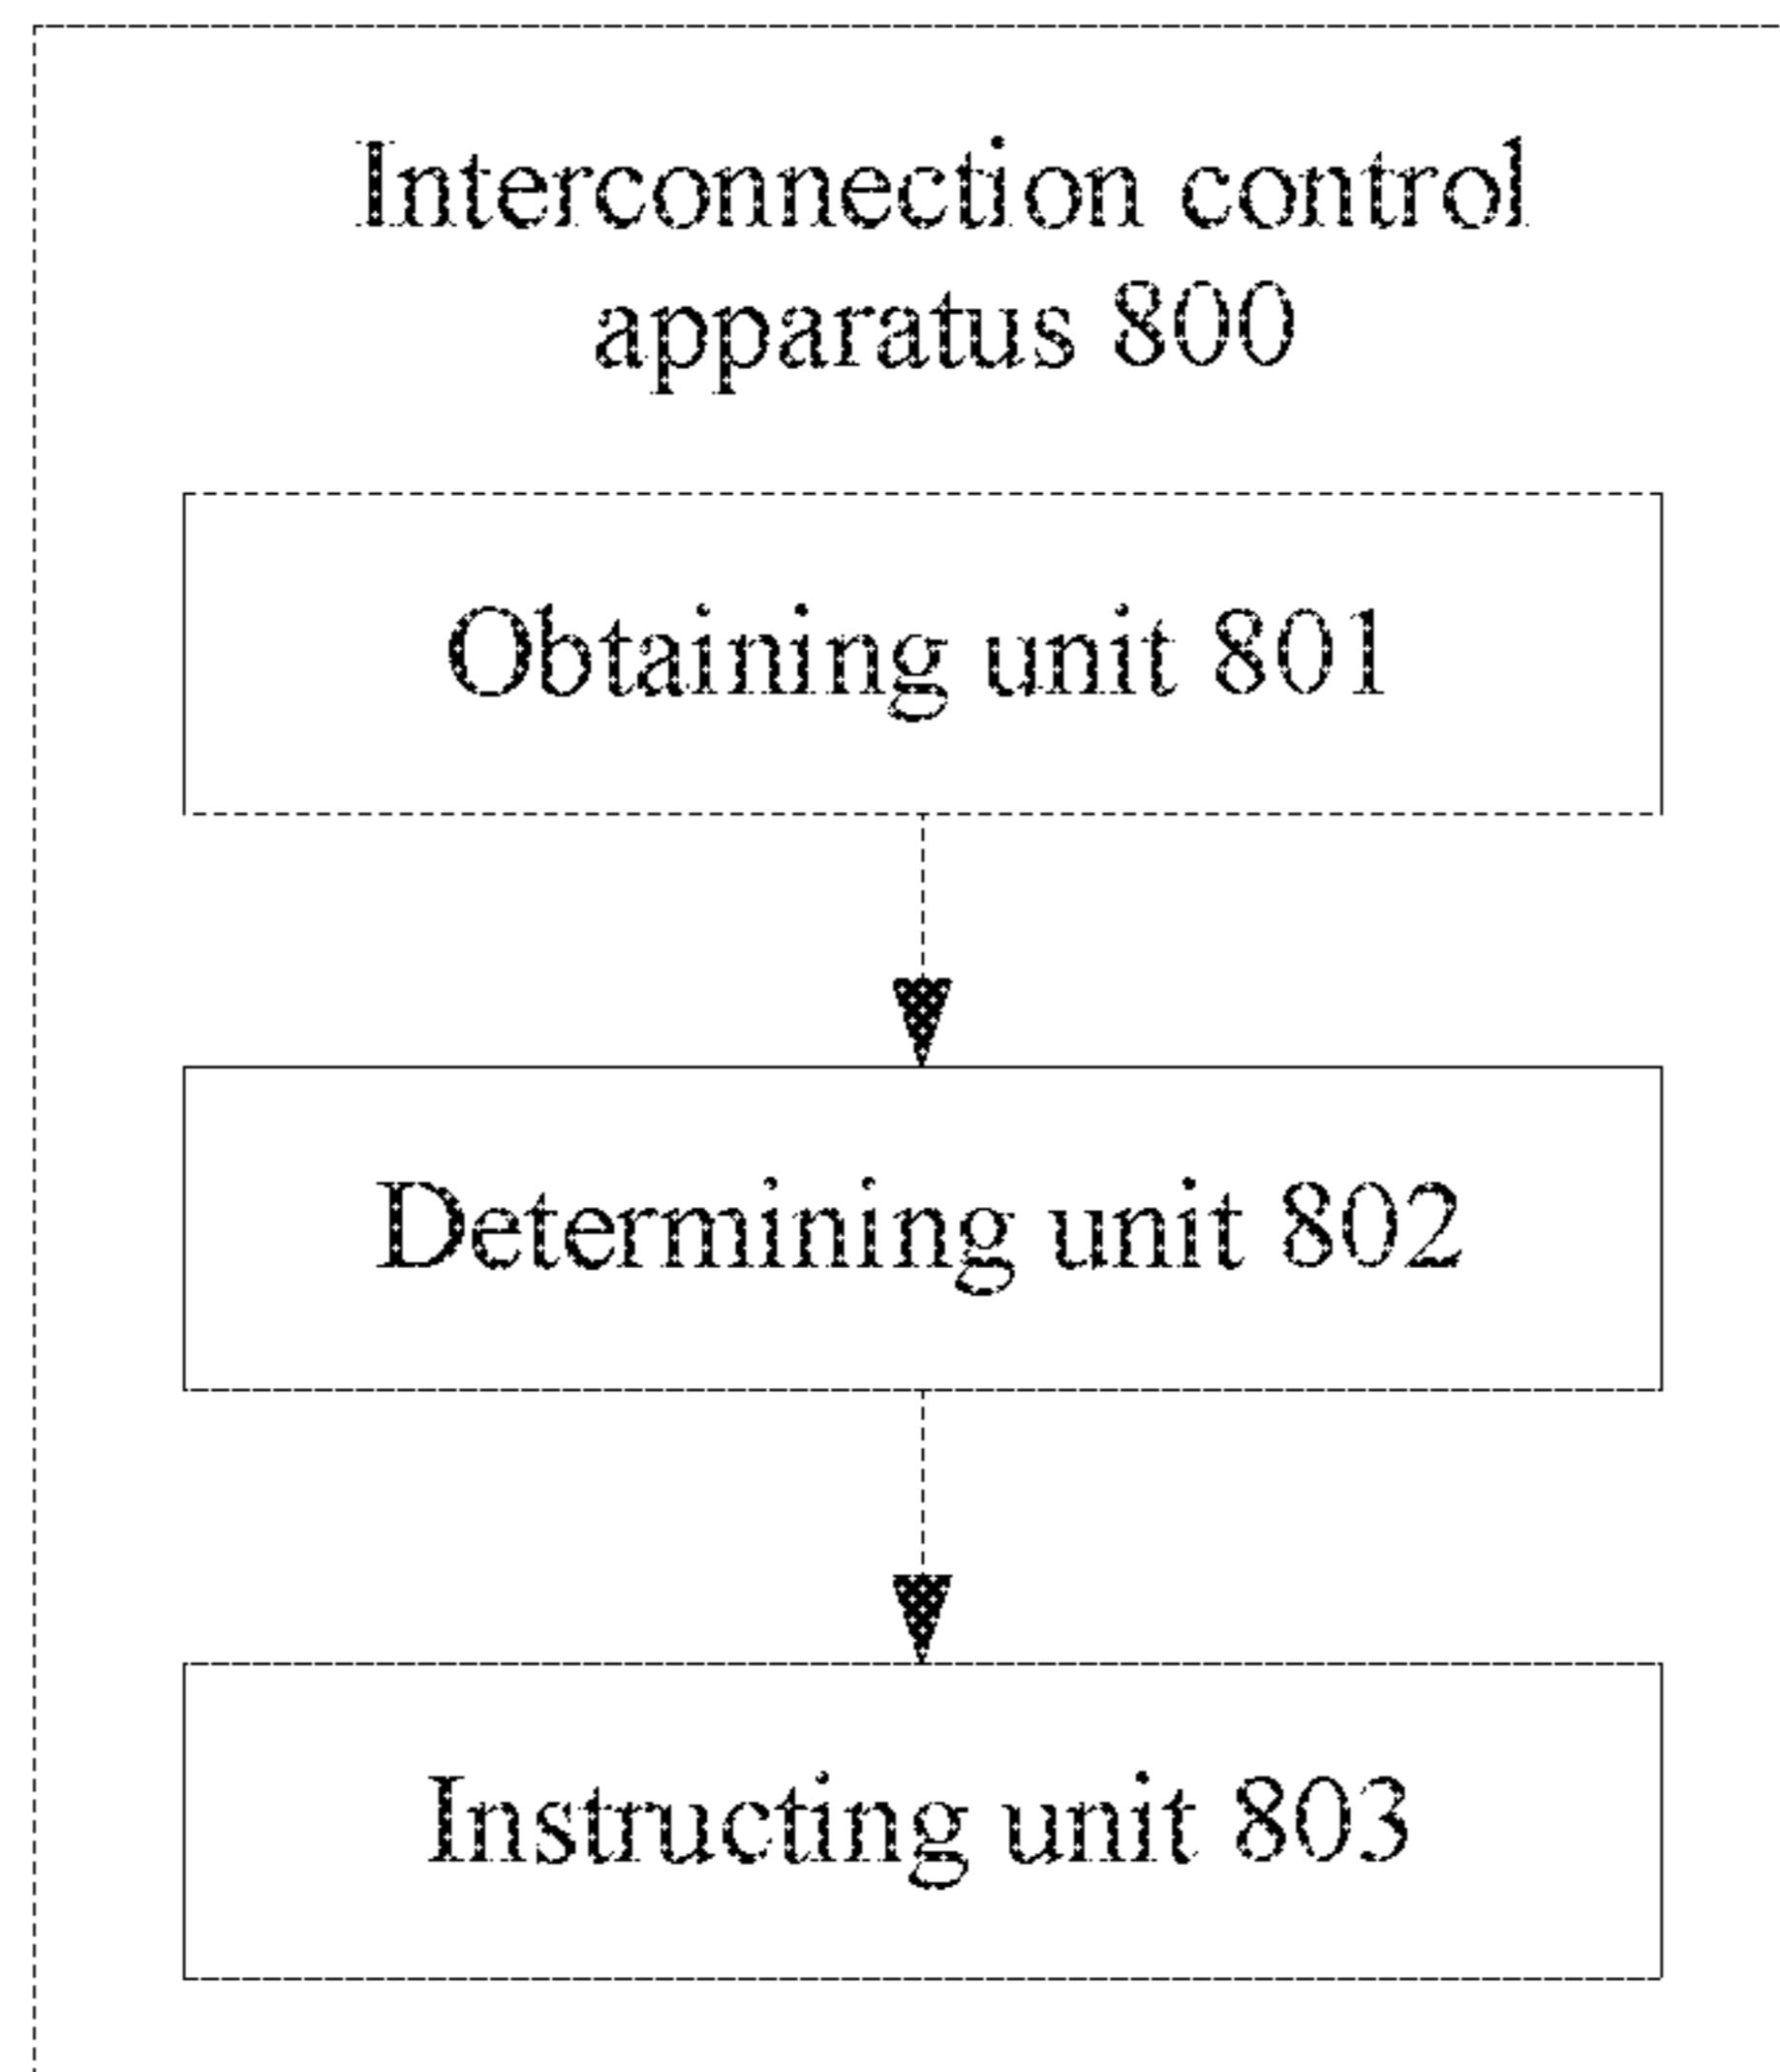 Interconnection control
apparatus 800
Obtaining unit 801
Determining unit 802
Instructing unit 803